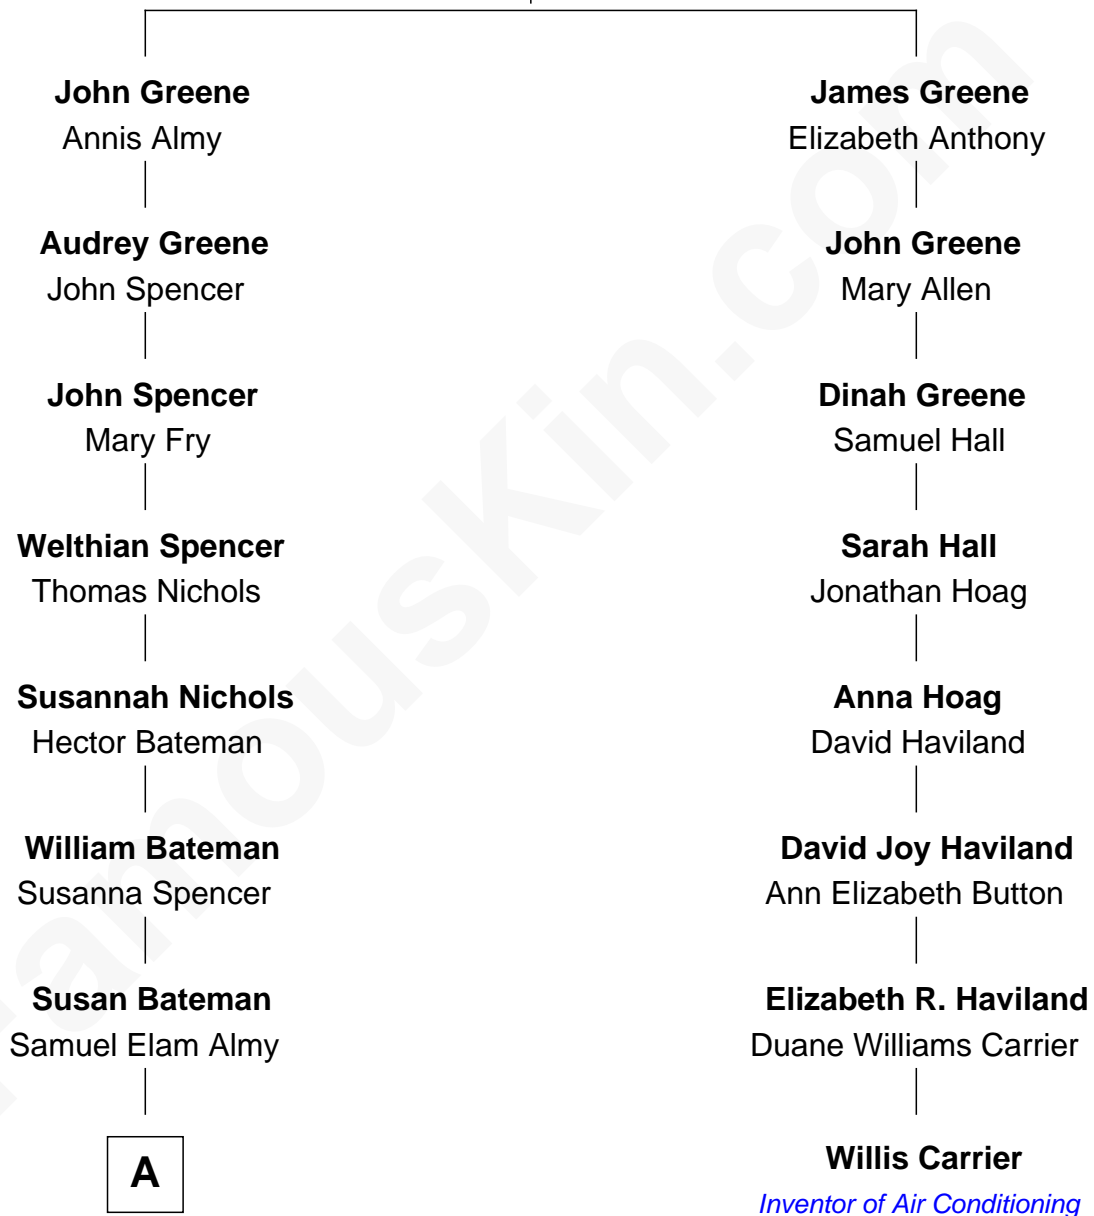 John Greene
Annis Almy
Audrey Greene
John Spencer
John Spencer
Mary Fry
Welthian Spencer
Thomas Nichols
Susannah Nichols
Hector Bateman
William Bateman
Susanna Spencer
Susan Bateman
Samuel Elam Almy
A
James Greene
Elizabeth Anthony
John Greene
Mary Allen
Dinah Greene
Samuel Hall
Sarah Hall
Jonathan Hoag
Anna Hoag
David Haviland
David Joy Haviland
Ann Elizabeth Button
Elizabeth R. Haviland
Duane Williams Carrier
Willis Carrier
Inventor of Air Conditioning
FamousKin.com